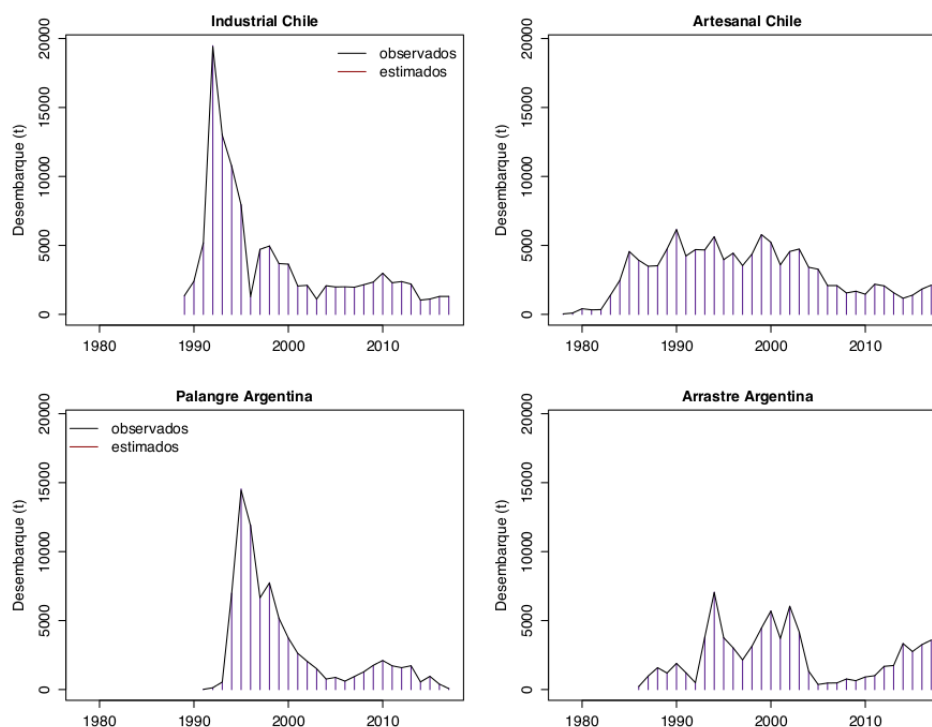 Industrial Chile
Desembarque (t)
20000
15000
10000
5000
0
observados
estimados
1980 1990 2000 2010
Artesanal Chile
Desembarque (t)
20000
15000
10000
5000
0
1980 1990 2000 2010
Palangre Argentina
Desembarque (t)
20000
15000
10000
5000
0
observados
estimados
1980 1990 2000 2010
Arrastre Argentina
Desembarque (t)
20000
15000
10000
5000
0
1980 1990 2000 2010